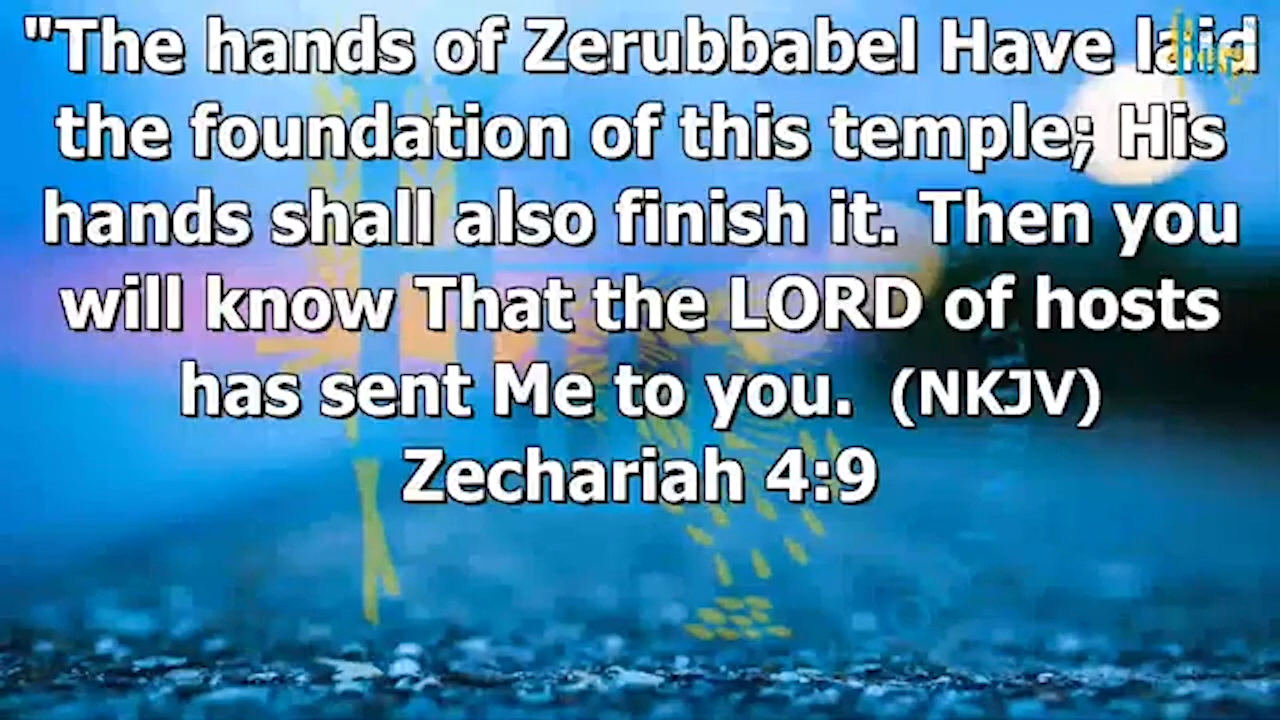 "The hands of Zerubbabel Have laid
the foundation of this temple; His
hands shall also finish it. Then you
will know That the LORD of hosts
has sent Me to you.  (NKJV)
Zechariah 4:9